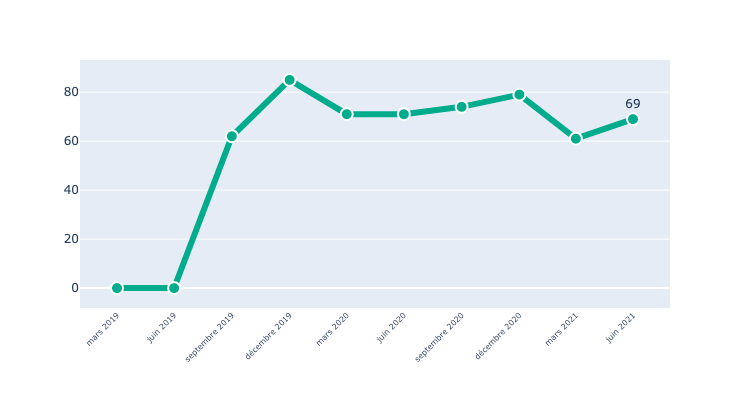 80
60
40
20
0
69
mars 2019
juin 2019
septembre 2019
décembre 2019
mars 2020
juin 2020
septembre 2020
décembre 2020
mars 2021
juin 2021